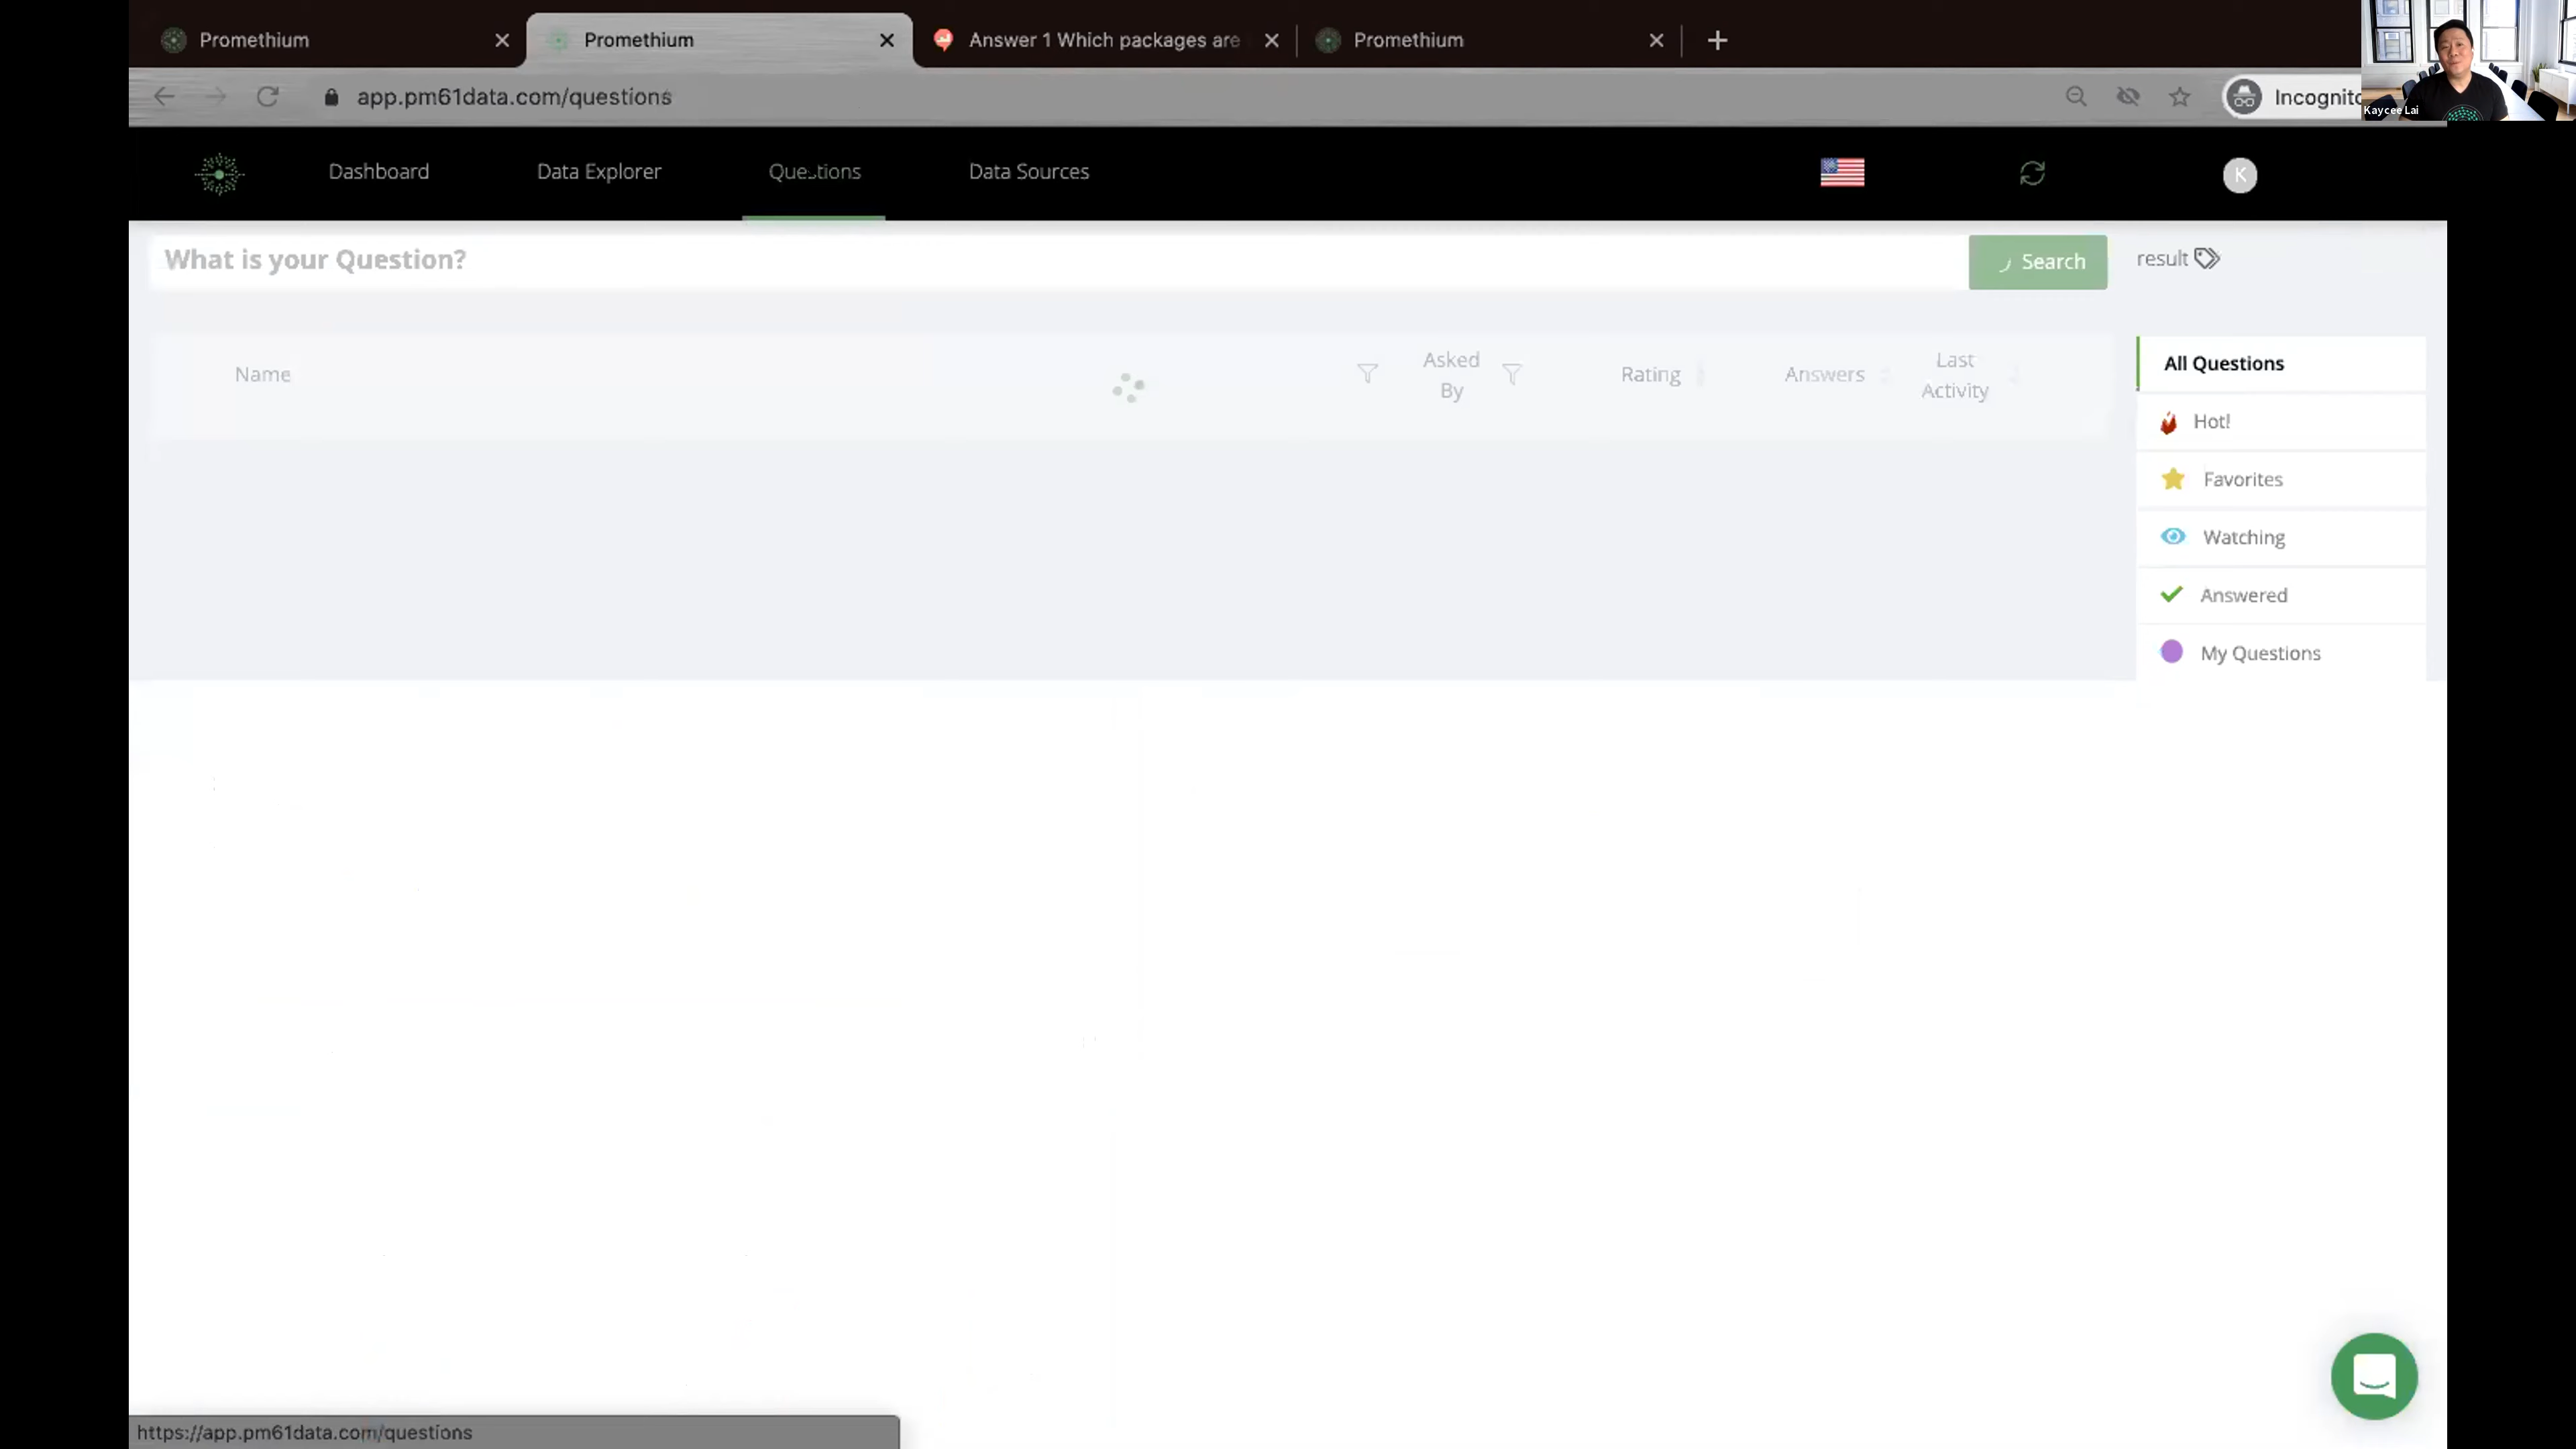 Promethium
Promethium
Answer 1 Which packages are
Promethium
app.pm61data.com/questions
Incognito
Kaycee Lai
Dashboard
Data Explorer
Questions
Data Sources
K
What is your Question?
Search
result
Name
Asked
By
Rating
Answers
Last
Activity
All Questions
Hot!
Favorites
Watching
Answered
My Questions
https://app.pm61data.com/questions